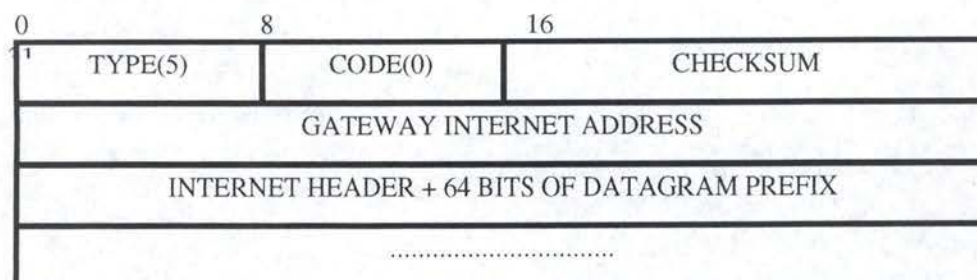 0 8 16
TYPE(5) CODE(0) CHECKSUM
GATEWAY INTERNET ADDRESS
INTERNET HEADER + 64 BITS OF DATAGRAM PREFIX
................................